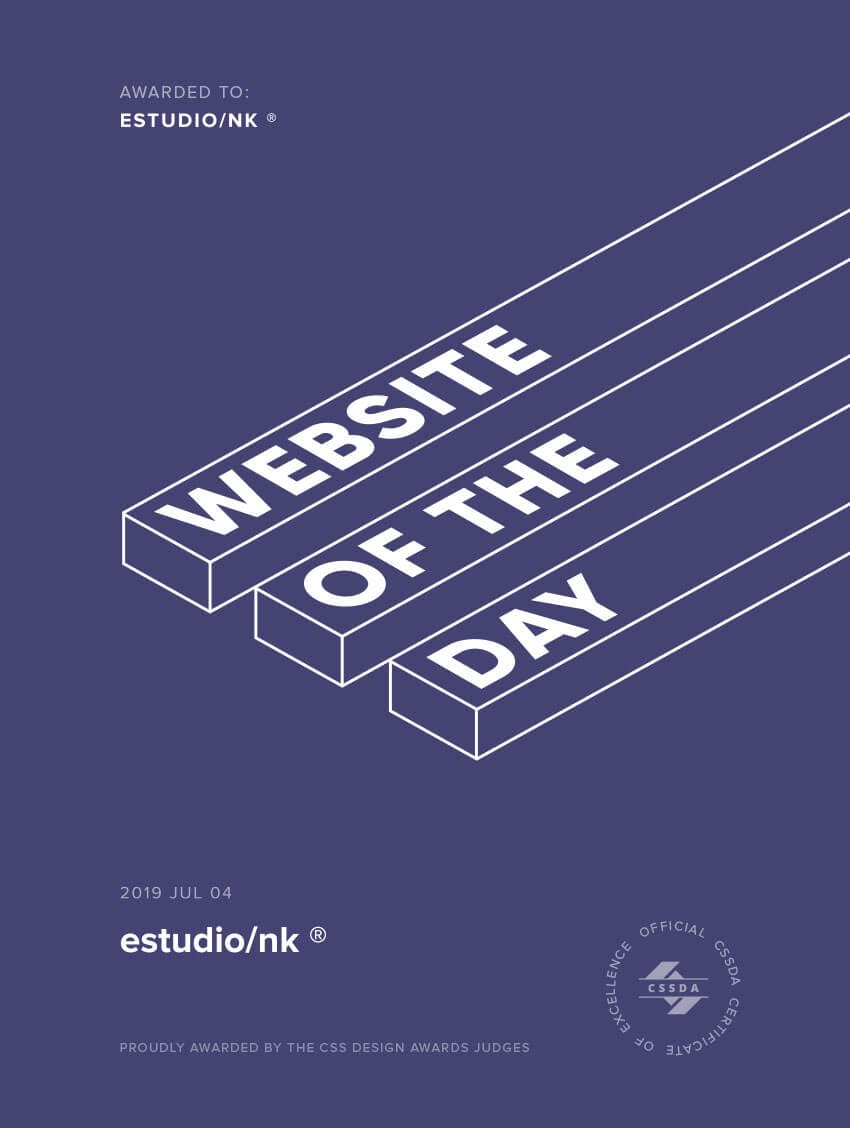 AWARDED TO:
ESTUDIO/NK ®
WEBSITE
OF THE
DAY
2019 JUL 04
estudio/nk ®
OFFICIAL CSSDA CERTIFICATE OF EXCELLENCE
CSSDA
PROUDLY AWARDED BY THE CSS DESIGN AWARDS JUDGES